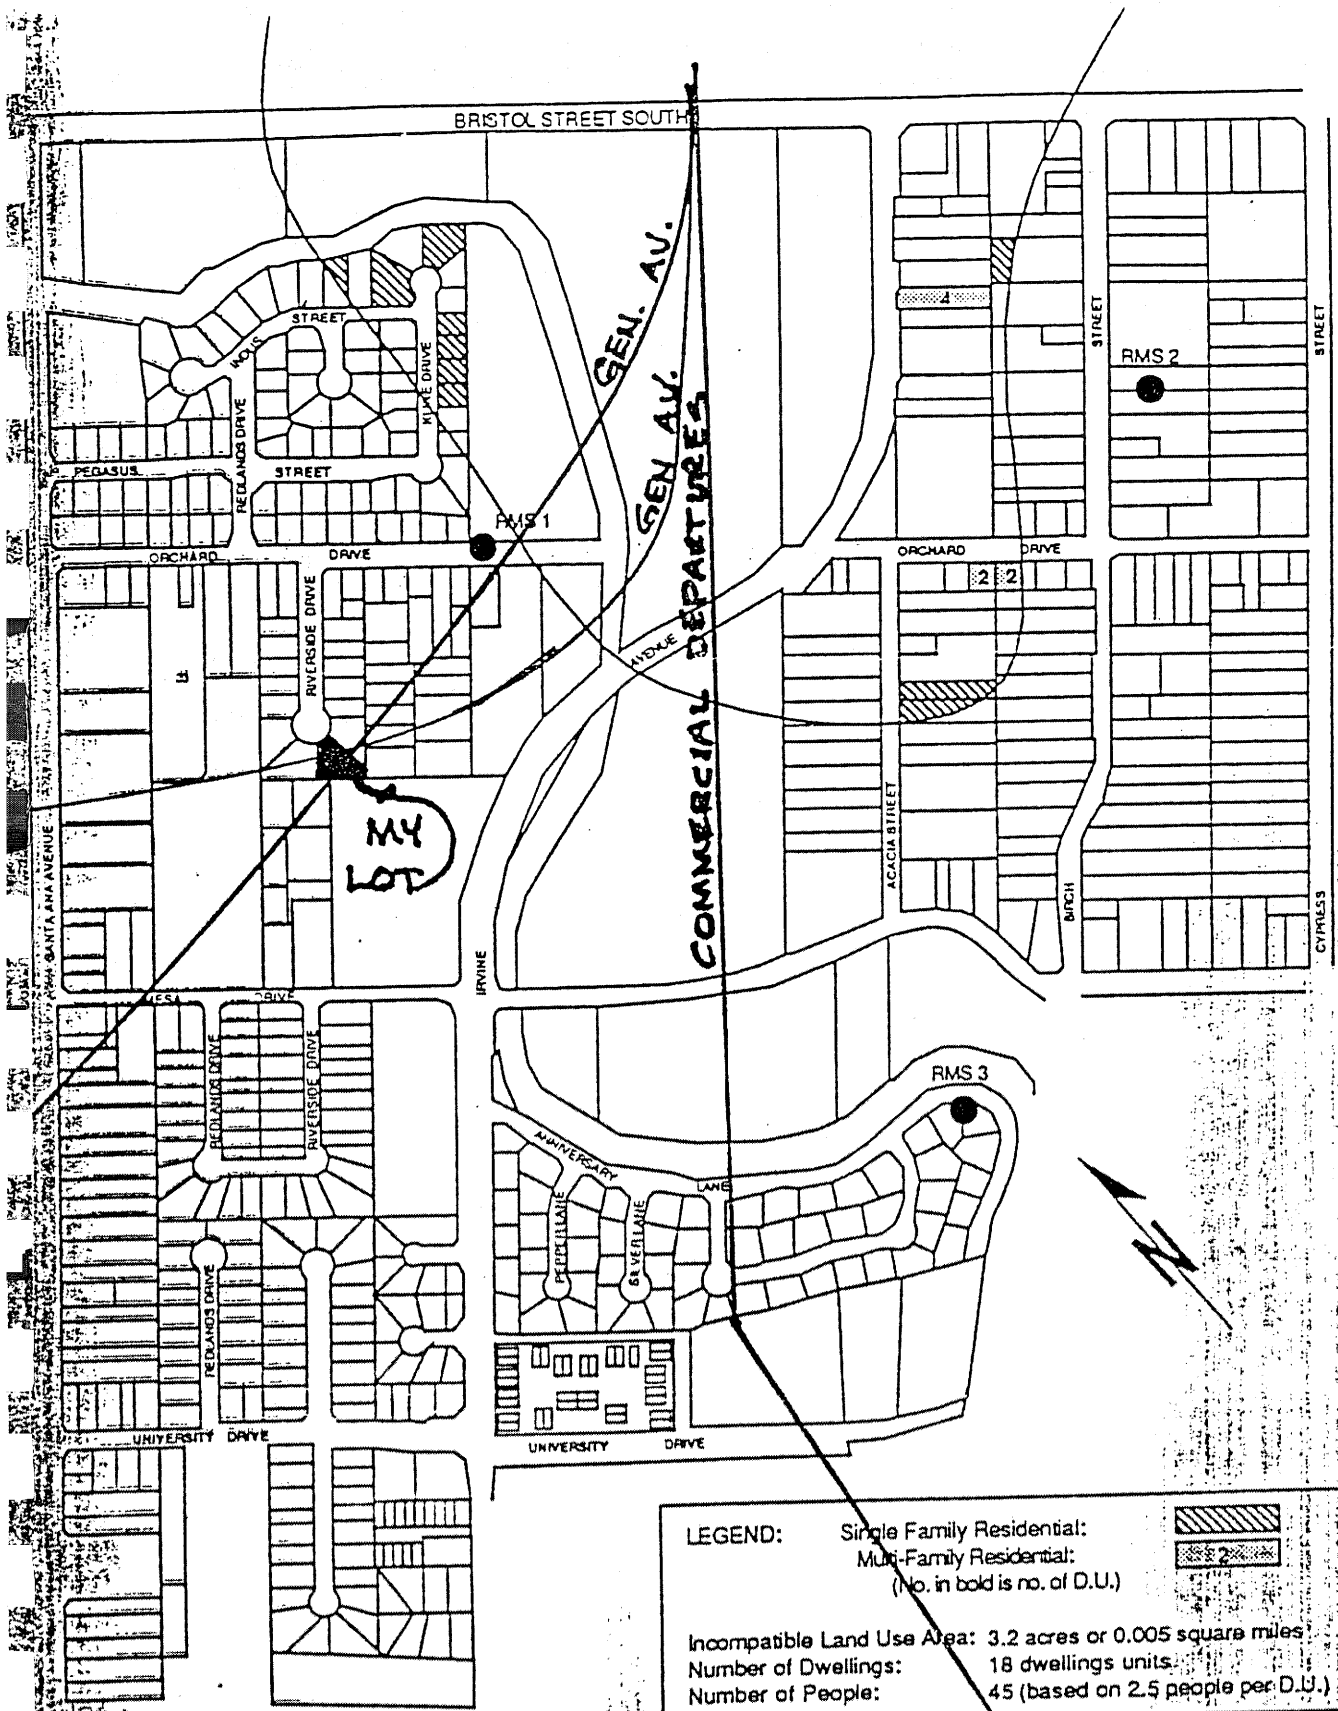 BRISTOL STREET SOUTH
GEN. AV.
GEN AV.
COMMERCIAL DEPARTURES
STREET
INDUS
KLINE DRIVE
REDLANDS DRIVE
PEGASUS
STREET
4
STREET
STREET
RMS 2
RMS 1
ORCHARD DRIVE
ORCHARD DRIVE
2 2
RIVERSIDE DRIVE
4
AVENUE
MY
LOT
ACACIA STREET
SANTA ANA AVENUE
BIRCH
CYPRESS
IRVINE
MESA DRIVE
REDLANDS DRIVE
RIVERSIDE DRIVE
RMS 3
ANNIVERSARY
LANE
PEPPER LANE
SILVER LANE
N
REDLANDS DRIVE
UNIVERSITY DRIVE
UNIVERSITY DRIVE
LEGEND: Single Family Residential:
Multi-Family Residential: 2
(No. in bold is no. of D.U.)
Incompatible Land Use Area: 3.2 acres or 0.005 square miles
Number of Dwellings: 18 dwellings units
Number of People: 45 (based on 2.5 people per D.U.)